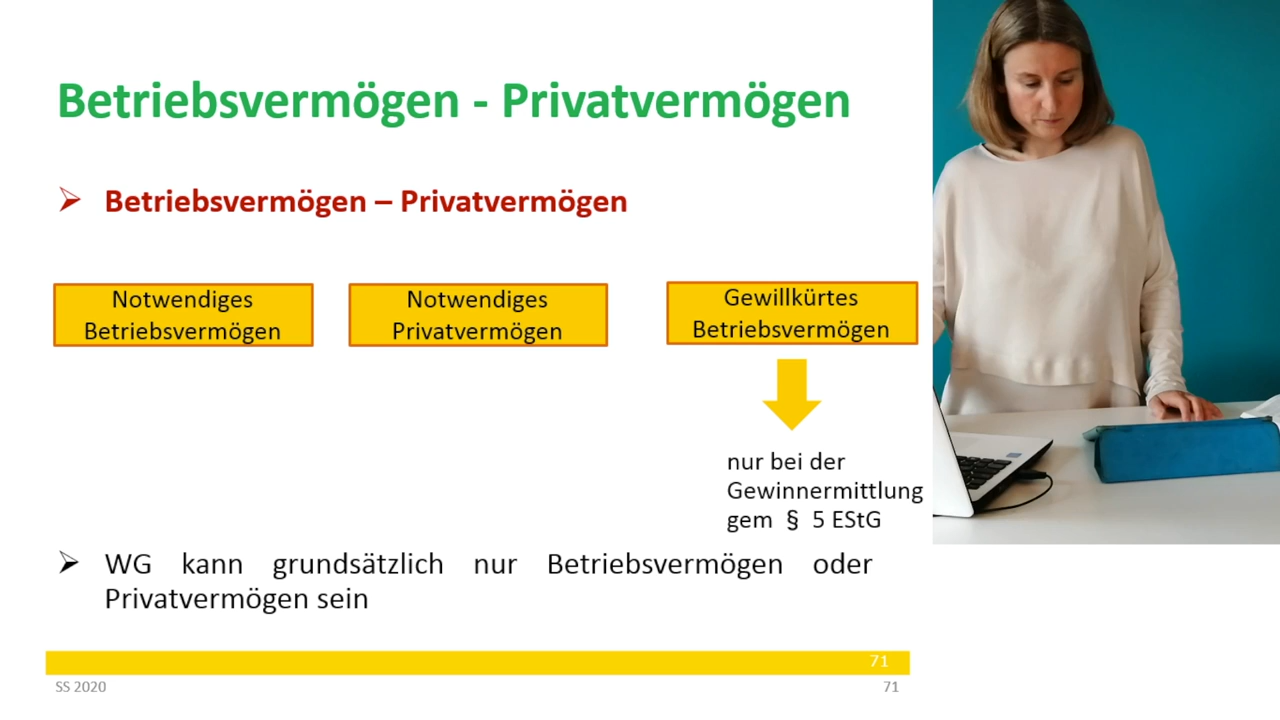 Betriebsvermögen - Privatvermögen
Betriebsvermögen – Privatvermögen
Notwendiges
Betriebsvermögen
Notwendiges
Privatvermögen
Gewillkürtes
Betriebsvermögen
nur bei der
Gewinnermittlung
gem § 5 EStG
WG kann grundsätzlich nur Betriebsvermögen oder
Privatvermögen sein
71
SS 2020
71